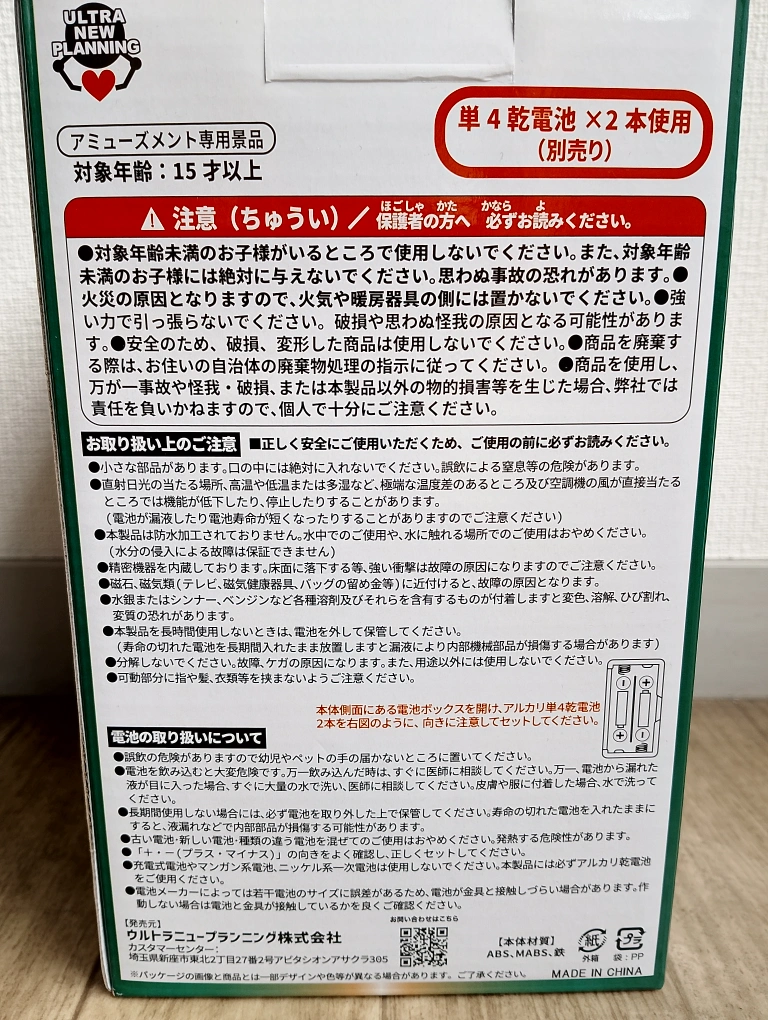 ULTRA
NEW
PLANNING
アミューズメント専用景品
対象年齢：15才以上
単4乾電池×2本使用
(別売り)
注意（ちゅうい）／保護者の方へ 必ずお読みください。
ほごしゃ かた かなら よ
●対象年齢未満のお子様がいるところで使用しないでください。また、対象年齢
未満のお子様には絶対に与えないでください。思わぬ事故の恐れがあります。●
火災の原因となりますので、火気や暖房器具の側には置かないでください。●強
い力で引っ張らないでください。破損や思わぬ怪我の原因となる可能性がありま
す。●安全のため、破損、変形した商品は使用しないでください。●商品を廃棄す
る際は、お住いの自治体の廃棄物処理の指示に従ってください。●商品を使用し、
万が一事故や怪我・破損、または本製品以外の物的損害等を生じた場合、弊社では
責任を負いかねますので、個人で十分にご注意ください。
お取り扱い上のご注意 ■正しく安全にご使用いただくため、ご使用の前に必ずお読みください。
●小さな部品があります。口の中には絶対に入れないでください。誤飲による窒息等の危険があります。
●直射日光の当たる場所、高温や低温または多湿など、極端な温度差のあるところ及び空調機の風が直接当たる
ところでは機能が低下したり、停止したりすることがあります。
（電池が漏液したり電池寿命が短くなったりすることがありますのでご注意ください）
●本製品は防水加工されておりません。水中でのご使用や、水に触れる場所でのご使用はおやめください。
（水分の侵入による故障は保証できません）
●精密機器を内蔵しております。床面に落下する等、強い衝撃は故障の原因になりますのでご注意ください。
●磁石、磁気類（テレビ、磁気健康器具、バッグの留め金等）に近付けると、故障の原因となります。
●水銀またはシンナー、ベンジンなど各種溶剤及びそれらを含有するものが付着しますと変色、溶解、ひび割れ、
変質の恐れがあります。
●本製品を長時間使用しないときは、電池を外して保管してください。
（寿命の切れた電池を長期間入れたまま放置しますと漏液により内部機械部品が損傷する場合があります）
●分解しないでください。故障、ケガの原因になります。また、用途以外には使用しないでください。
●可動部分に指や髪、衣類等を挟まないようご注意ください。
本体側面にある電池ボックスを開け、アルカリ単4乾電池
2本を右図のように、向きに注意してセットしてください。
電池の取り扱いについて
●誤飲の危険がありますので幼児やペットの手の届かないところに置いてください。
●電池を飲み込むと大変危険です。万一飲み込んだ時は、すぐに医師に相談してください。万一、電池から漏れた
液が目に入った場合、すぐに大量の水で洗い、医師に相談してください。皮膚や服に付着した場合、水で洗って
ください。
●長期間使用しない場合には、必ず電池を取り外した上で保管してください。寿命の切れた電池を入れたままに
すると、液漏れなどで内部部品が損傷する可能性があります。
●古い電池・新しい電池・種類の違う電池を混ぜてのご使用はおやめください。発熱する危険性があります。
●「＋・－（プラス・マイナス）」の向きをよく確認し、正しくセットしてください。
●充電式電池やマンガン系電池、ニッケル系一次電池は使用しないでください。本製品には必ずアルカリ乾電池
をご使用ください。
●電池メーカーによっては若干電池のサイズに誤差があるため、電池が金具と接触しづらい場合があります。作
動しない場合は電池と金具が接触しているかを良くご確認ください。
【発売元】
ウルトラニュープランニング株式会社
カスタマーセンター：
埼玉県新座市東北2丁目27番2号アビタシオンアサクラ305
お問い合わせはこちら
【本体材質】
ABS、MABS、鉄
紙
外箱
プラ
袋：PP
※パッケージの画像と商品とは一部デザインや色等が異なる場合があります。ご了承ください。
MADE IN CHINA